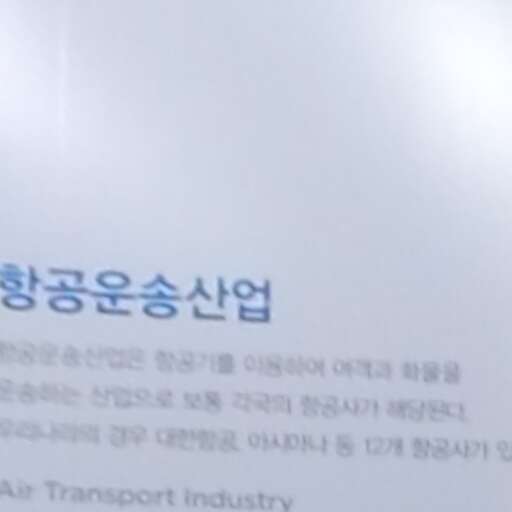 항공운송산업
항공운송산업은 항공기를 이용하여 여객과 화물을
운송하는 산업으로 보통 각국의 항공사가 해당된다.
우리나라의 경우 대한항공, 아시아나 등 12개 항공사가
Air Transport Industry